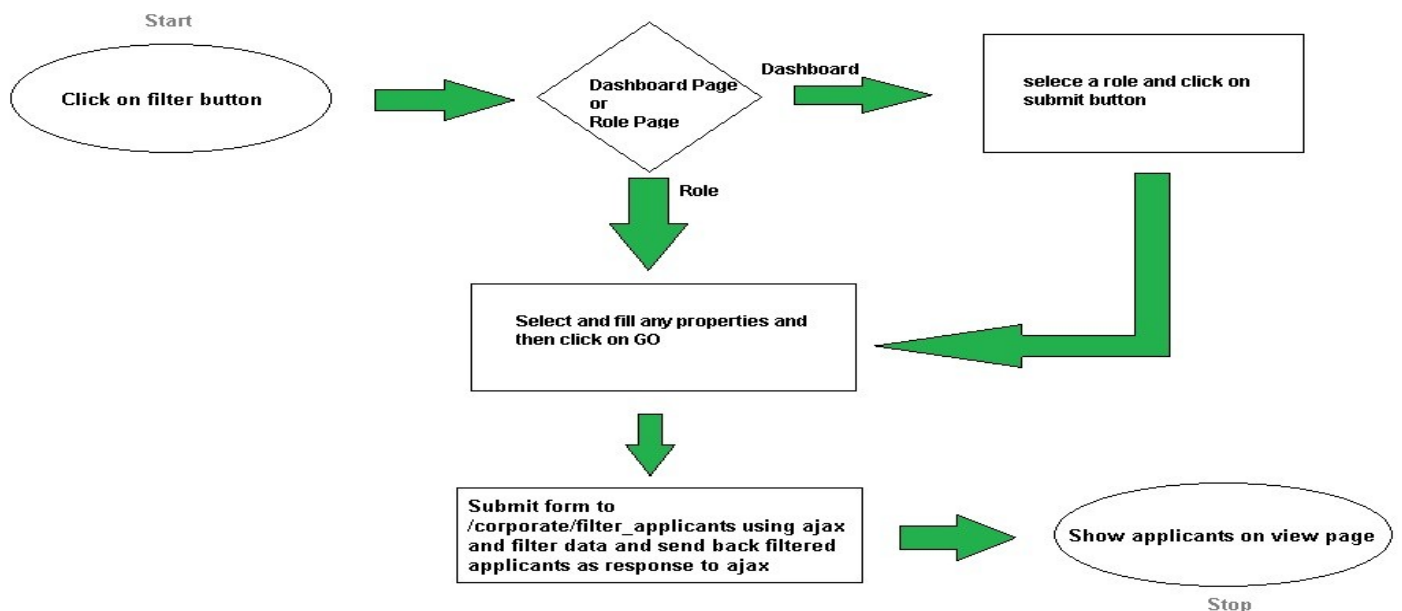 Start
Click on filter button
Dashboard Page
or
Role Page
Dashboard
selece a role and click on
submit button
Role
Select and fill any properties and
then click on GO
Submit form to
/corporate/filter_applicants using ajax
and filter data and send back filtered
applicants as response to ajax
Show applicants on view page
Stop